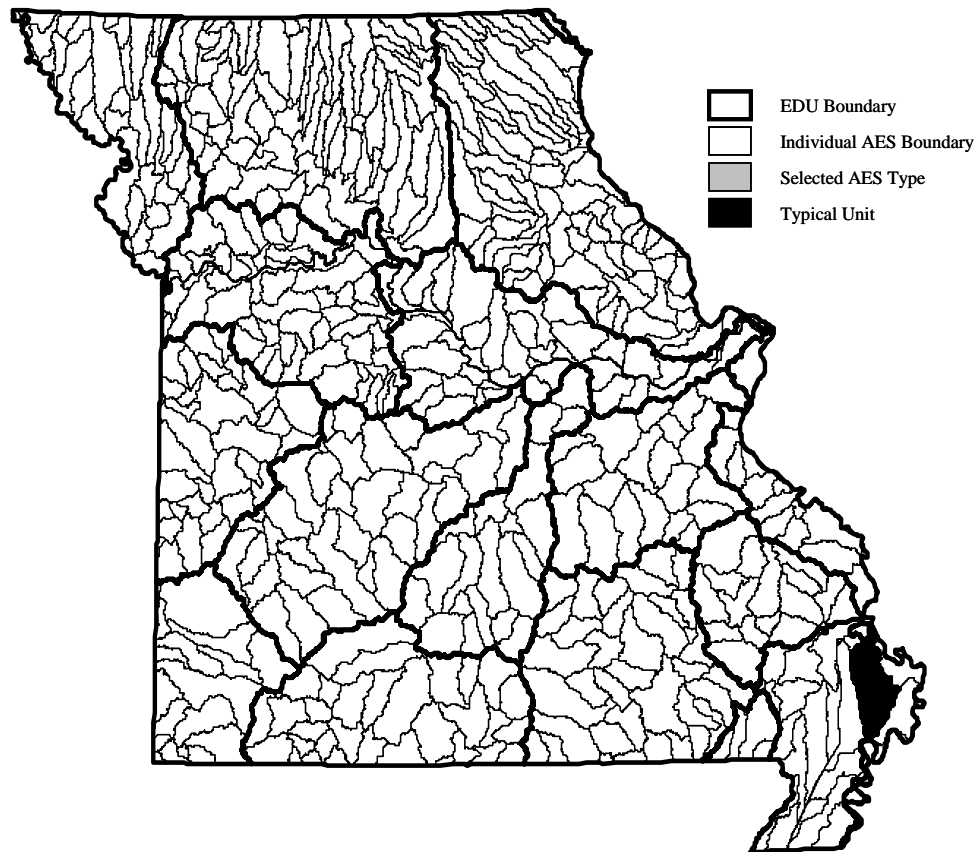 EDU Boundary
Individual AES Boundary
Selected AES Type
Typical Unit